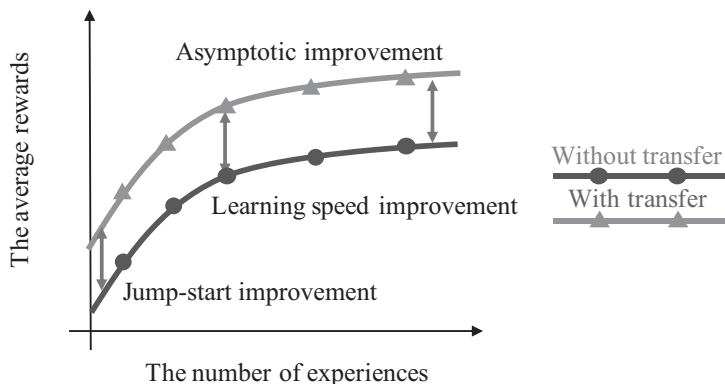 The average rewards
Asymptotic improvement
Learning speed improvement
Jump-start improvement
The number of experiences
Without transfer
With transfer